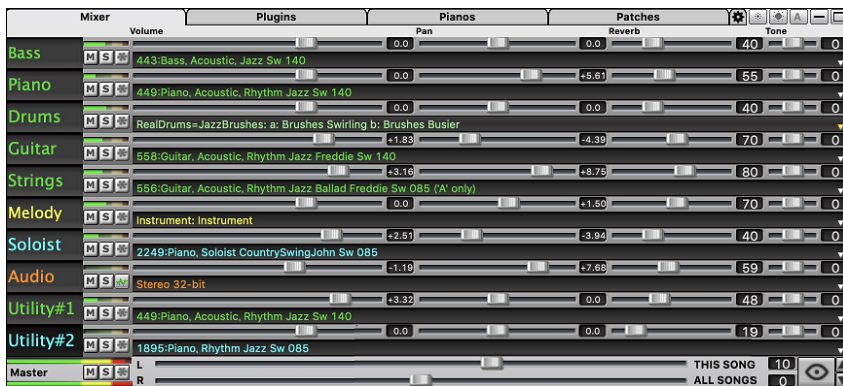 Mixer Plugins Pianos Patches A
Volume Pan Reverb Tone
Bass 0.0 0.0 40 0
M S 443:Bass, Acoustic, Jazz Sw 140
Piano 0.0 +5.61 55 0
M S 449:Piano, Acoustic, Rhythm Jazz Sw 140
Drums 0.0 0.0 40 0
M S RealDrums=JazzBrushes: a: Brushes Swirling b: Brushes Busier
Guitar +1.83 -4.39 70 0
M S 558:Guitar, Acoustic, Rhythm Jazz Freddie Sw 140
Strings +3.16 +8.75 80 0
M S 556:Guitar, Acoustic, Rhythm Jazz Ballad Freddie Sw 085 ('A' only)
Melody 0.0 +1.50 70 0
M S Instrument: Instrument
Soloist +2.51 -3.94 40 0
M S 2249:Piano, Soloist CountrySwingJohn Sw 085
Audio -1.19 +7.68 59 0
M S Stereo 32-bit
Utility#1 +3.32 0.0 48 0
M S 449:Piano, Acoustic, Rhythm Jazz Sw 140
Utility#2 0.0 0.0 19 0
M S 1895:Piano, Rhythm Jazz Sw 085
Master M S L THIS SONG 10
R ALL SONGS 0